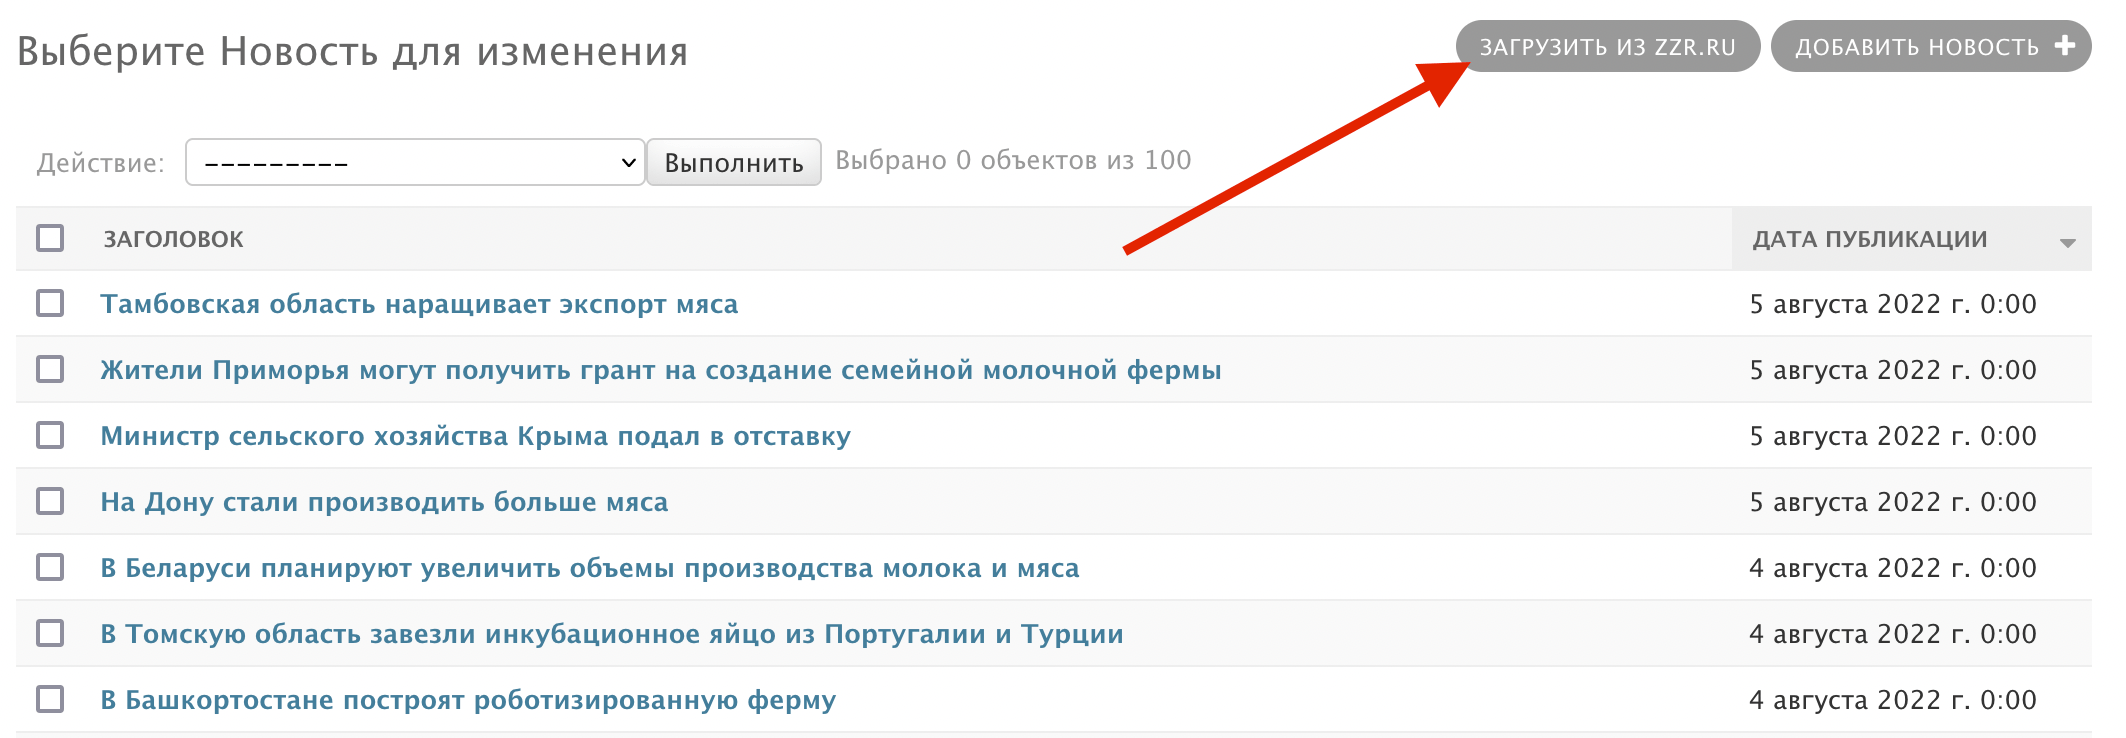 Выберите Новость для изменения
ЗАГРУЗИТЬ ИЗ ZZR.RU
ДОБАВИТЬ НОВОСТЬ +
Действие: --------- Выполнить Выбрано 0 объектов из 100
ЗАГОЛОВОК ДАТА ПУБЛИКАЦИИ
Тамбовская область наращивает экспорт мяса 5 августа 2022 г. 0:00
Жители Приморья могут получить грант на создание семейной молочной фермы 5 августа 2022 г. 0:00
Министр сельского хозяйства Крыма подал в отставку 5 августа 2022 г. 0:00
На Дону стали производить больше мяса 5 августа 2022 г. 0:00
В Беларуси планируют увеличить объемы производства молока и мяса 4 августа 2022 г. 0:00
В Томскую область завезли инкубационное яйцо из Португалии и Турции 4 августа 2022 г. 0:00
В Башкортостане построят роботизированную ферму 4 августа 2022 г. 0:00